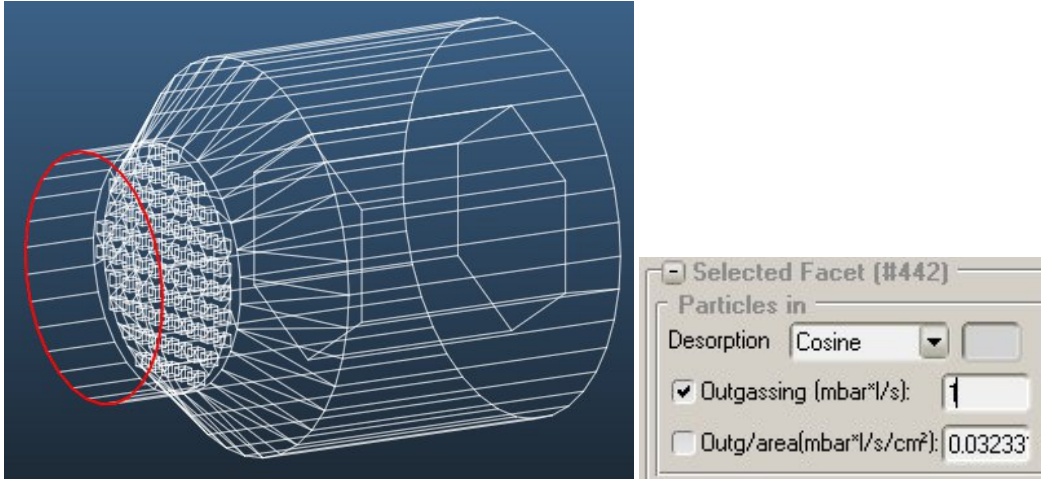 Selected Facet (#442)
Particles in
Desorption Cosine
Outgassing (mbar*l/s): 1
Outg/area(mbar*l/s/cm²): 0.03233